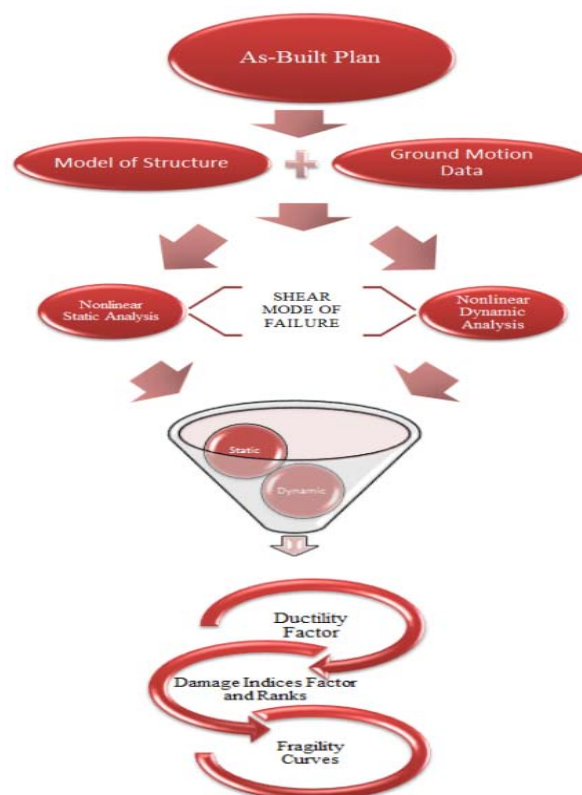 As-Built Plan
Model of Structure
Ground Motion
Data
Nonlinear
Static Analysis
SHEAR
MODE OF
FAILURE
Nonlinear
Dynamic
Analysis
Static
Dynamic
Ductility
Factor
Damage Indices Factor
and Ranks
Fragility
Curves